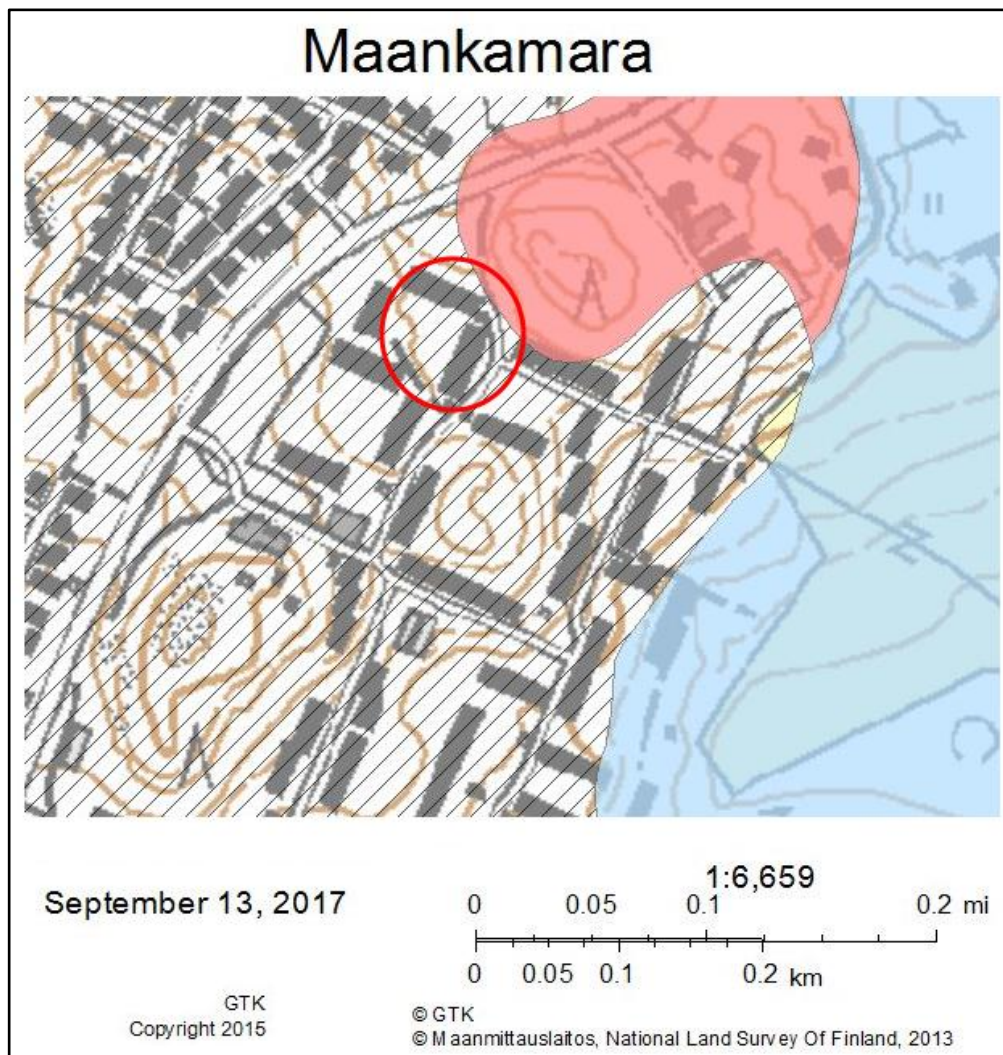 Maankamara
September 13, 2017
1:6,659
0 0.05 0.1 0.2 mi
0 0.05 0.1 0.2 km
GTK
Copyright 2015
© GTK
© Maanmittauslaitos, National Land Survey Of Finland, 2013